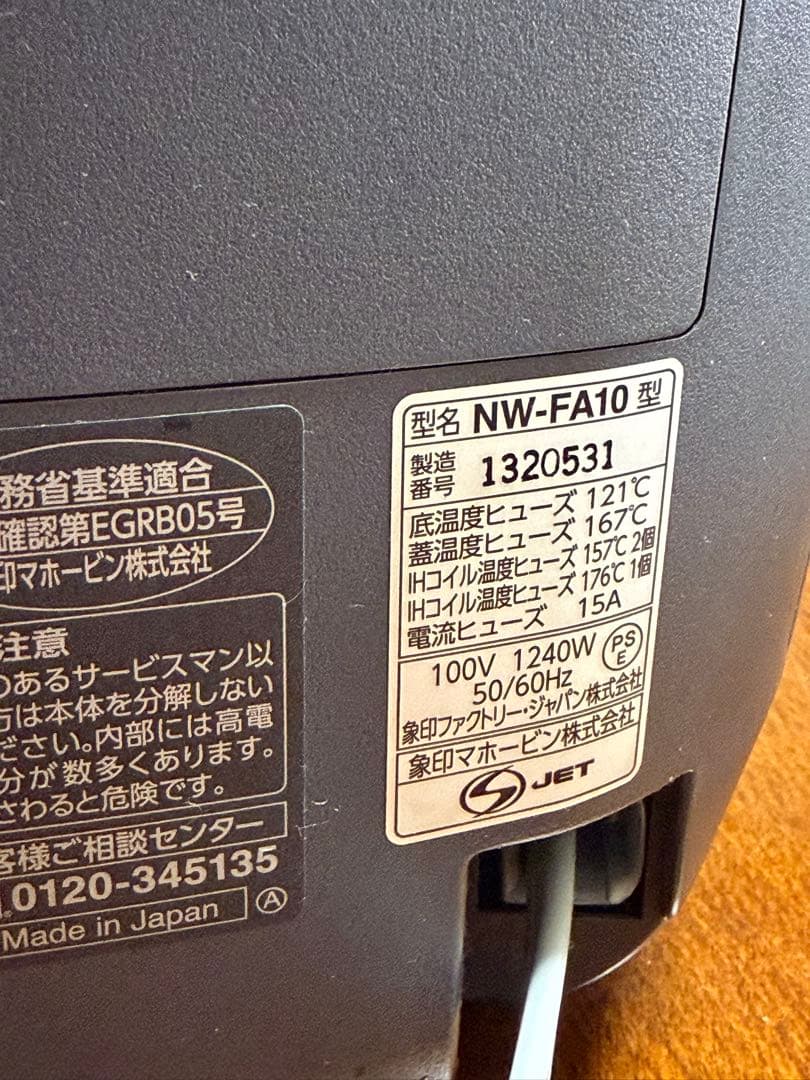 務省基準適合
確認第EGRB05号
印マホービン株式会社
注意
のあるサービスマン以
方は本体を分解しない
ださい。内部には高電
分が数多くあります。
さわると危険です。
客様ご相談センター
0120-345135
Made in Japan
A
型名 NW-FA10 型
製造番号 1320531
底温度ヒューズ 121℃
蓋温度ヒューズ 167℃
IHコイル温度ヒューズ 157℃ 2個
IHコイル温度ヒューズ 176℃ 1個
電流ヒューズ 15A
100V 1240W
50/60Hz
PS
E
象印ファクトリー・ジャパン株式会社
象印マホービン株式会社
JET